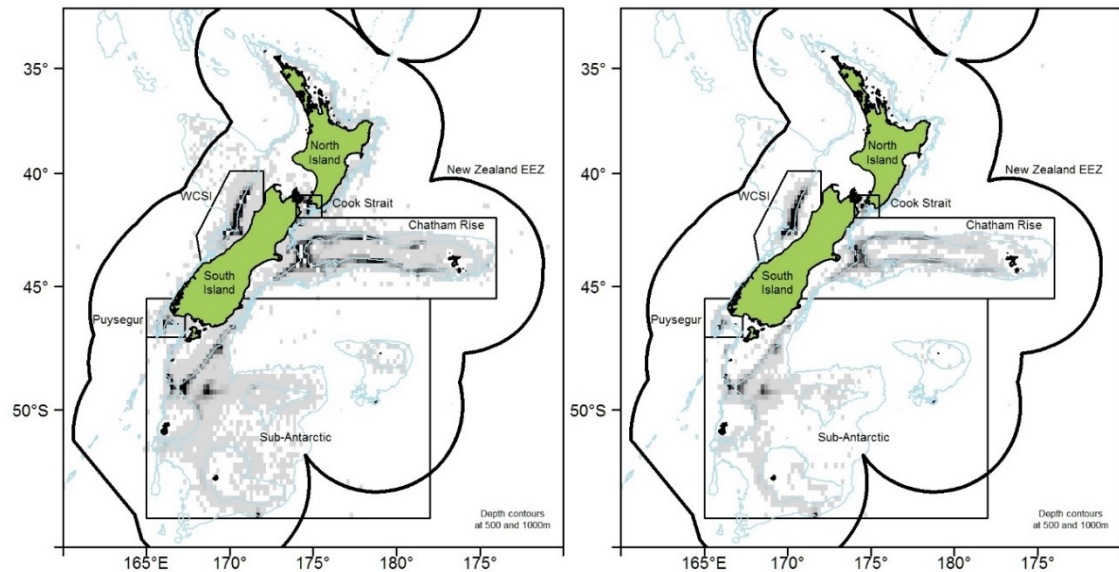 35°
40°
45°
50°S
165°E
170°
175°
180°
175°
North
Island
New Zealand EEZ
WCSI
Cook Strait
Chatham Rise
South
Island
Puysegur
Sub-Antarctic
Depth contours
at 500 and 1000m
35°
40°
45°
50°S
165°E
170°
175°
180°
175°
North
Island
New Zealand EEZ
WCSI
Cook Strait
Chatham Rise
South
Island
Puysegur
Sub-Antarctic
Depth contours
at 500 and 1000m